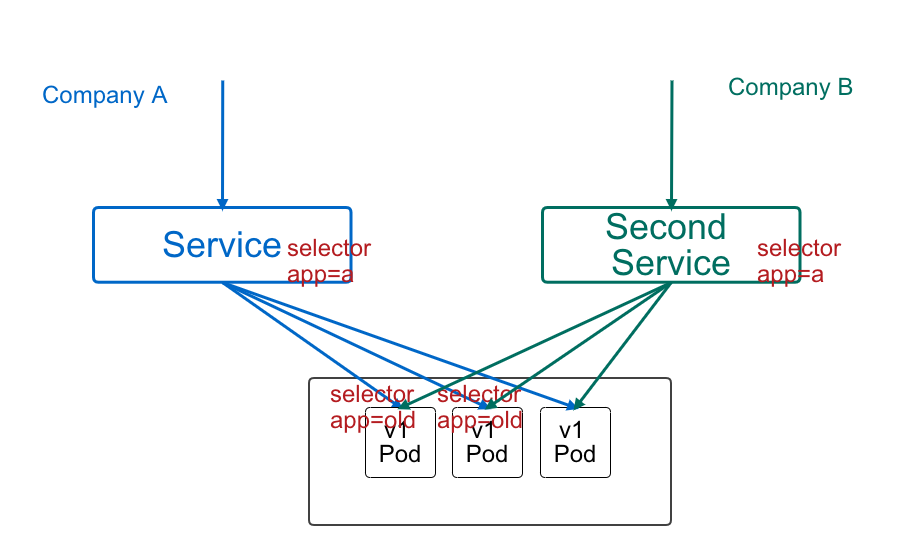 Company A
Company B
Service
selector
app=a
Second
Service
selector
app=a
selector
app=old
selector
app=old
v1
Pod
v1
Pod
v1
Pod